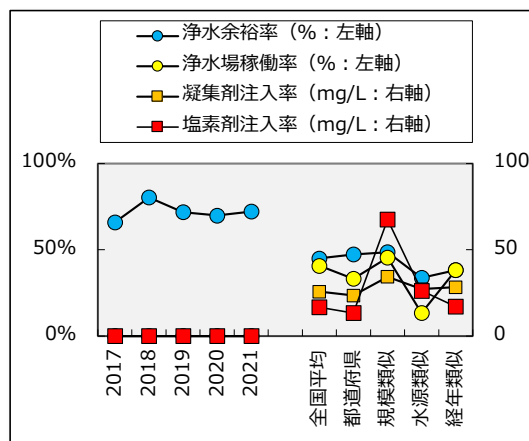 浄水余裕率（%：左軸）
浄水場稼働率（%：左軸）
凝集剤注入率（mg/L：右軸）
塩素剤注入率（mg/L：右軸）
100%
100
50%
50
0%
0
2017
2018
2019
2020
2021
全国平均
都道府県
規模類似
水源類似
経年類似